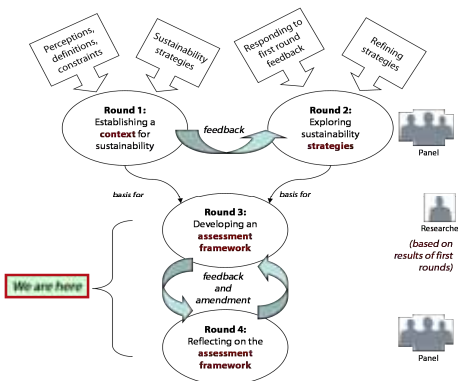 Perceptions,
definitions,
constraints
Sustainability
strategies
Responding to
first round
feedback
Refining
strategies
Round 1:
Establishing a
context for
sustainability
feedback
Round 2:
Exploring
sustainability
strategies
Panel
basis for
basis for
Round 3:
Developing an
assessment
framework
Researche
(based on
results of first
rounds)
We are here
feedback
and
amendment
Round 4:
Reflecting on the
assessment
framework
Panel